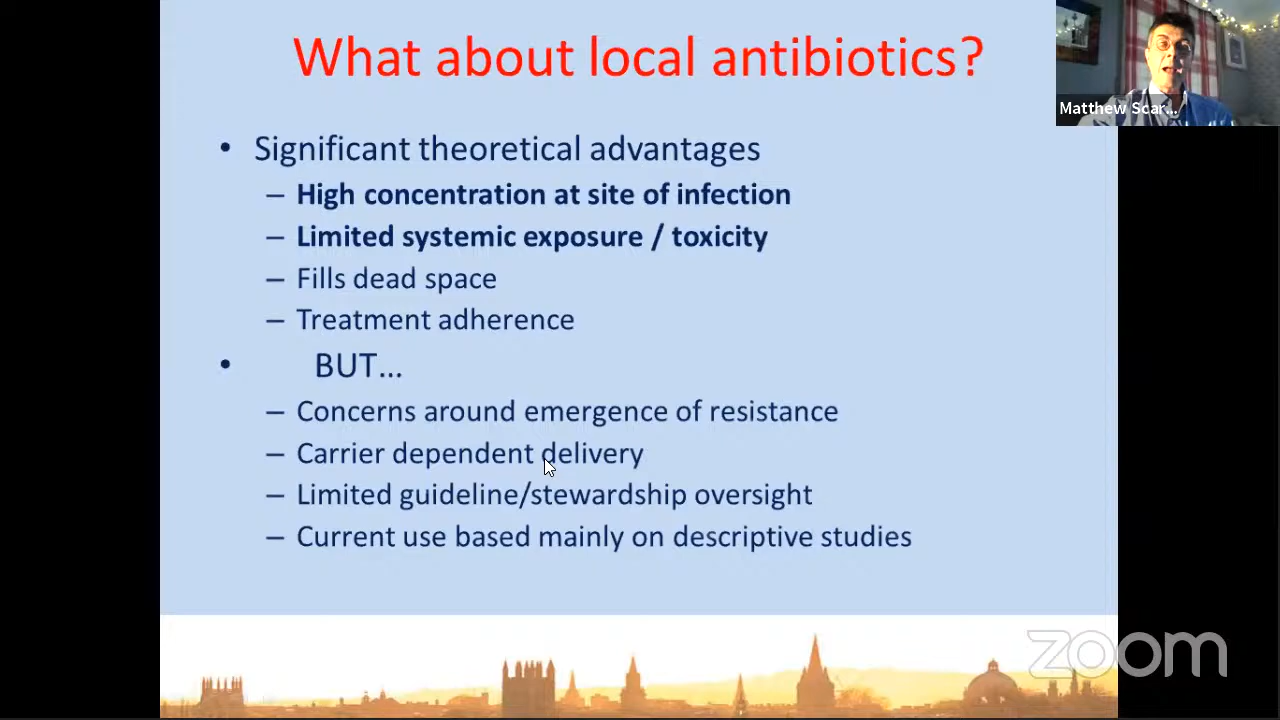 What about local antibiotics?
Matthew Scar...
• Significant theoretical advantages
– High concentration at site of infection
– Limited systemic exposure / toxicity
– Fills dead space
– Treatment adherence
• BUT...
– Concerns around emergence of resistance
– Carrier dependent delivery
– Limited guideline/stewardship oversight
– Current use based mainly on descriptive studies
zoom